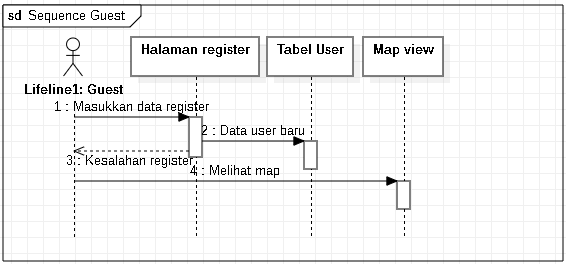 sd Sequence Guest
Halaman register
Tabel User
Map view
Lifeline1: Guest
1 : Masukkan data register
2 : Data user baru
3 : Kesalahan register
4 : Melihat map